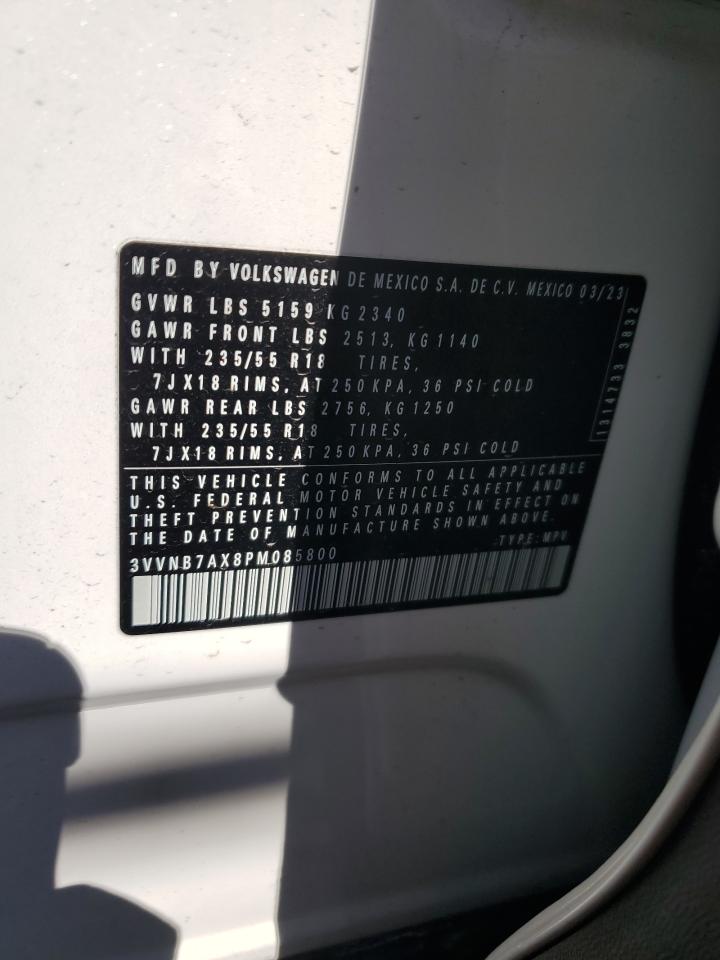 MFD BY VOLKSWAGEN DE MEXICO S.A. DE C.V. MEXICO 03/23
GVWR LBS 5159 KG 2340
GAWR FRONT LBS 2513, KG 1140
WITH 235/55 R18 TIRES,
7JX18 RIMS, AT 250 KPA, 36 PSI COLD
GAWR REAR LBS 2756, KG 1250
WITH 235/55 R18 TIRES,
7JX18 RIMS, AT 250 KPA, 36 PSI COLD
1314733 3832
THIS VEHICLE CONFORMS TO ALL APPLICABLE
U.S. FEDERAL MOTOR VEHICLE SAFETY AND
THEFT PREVENTION STANDARDS IN EFFECT ON
THE DATE OF MANUFACTURE SHOWN ABOVE.
3VVNB7AX8PM085800 TYPE: MPV